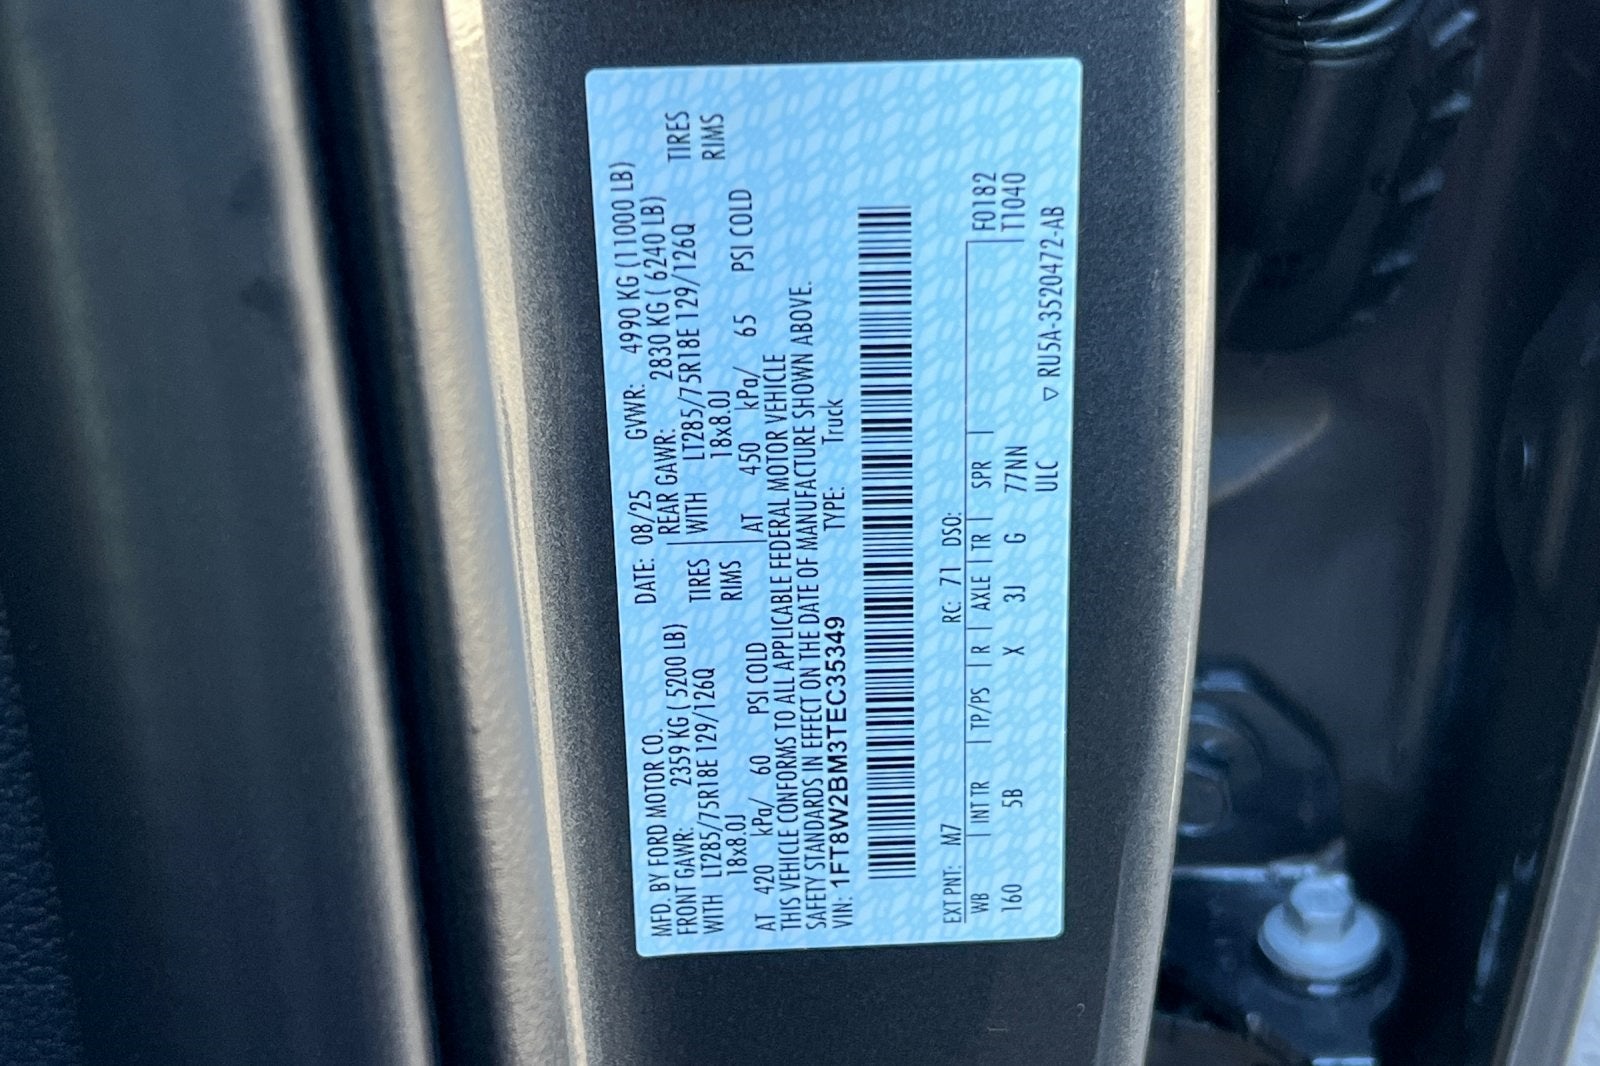 MFD. BY FORD MOTOR CO. DATE: 08/25 GVWR: 4990 KG (11000 LB)
FRONT GAWR: 2359 KG ( 5200 LB) REAR GAWR: 2830 KG ( 6240 LB)
WITH LT285/75R18E 129/126Q TIRES WITH LT285/75R18E 129/126Q TIRES
18x8.0J RIMS 18x8.0J RIMS
AT 420 kPa/ 60 PSI COLD AT 450 kPa/ 65 PSI COLD
THIS VEHICLE CONFORMS TO ALL APPLICABLE FEDERAL MOTOR VEHICLE
SAFETY STANDARDS IN EFFECT ON THE DATE OF MANUFACTURE SHOWN ABOVE.
VIN: 1FT8W2BM3TEC35349 TYPE: Truck
EXT PNT: M7 RC: 71 DSO:
WB INT TR TP/PS R AXLE TR SPR F0182
160 5B X 3J G 77NN T1040
ULC ▽ RU5A-3520472-AB